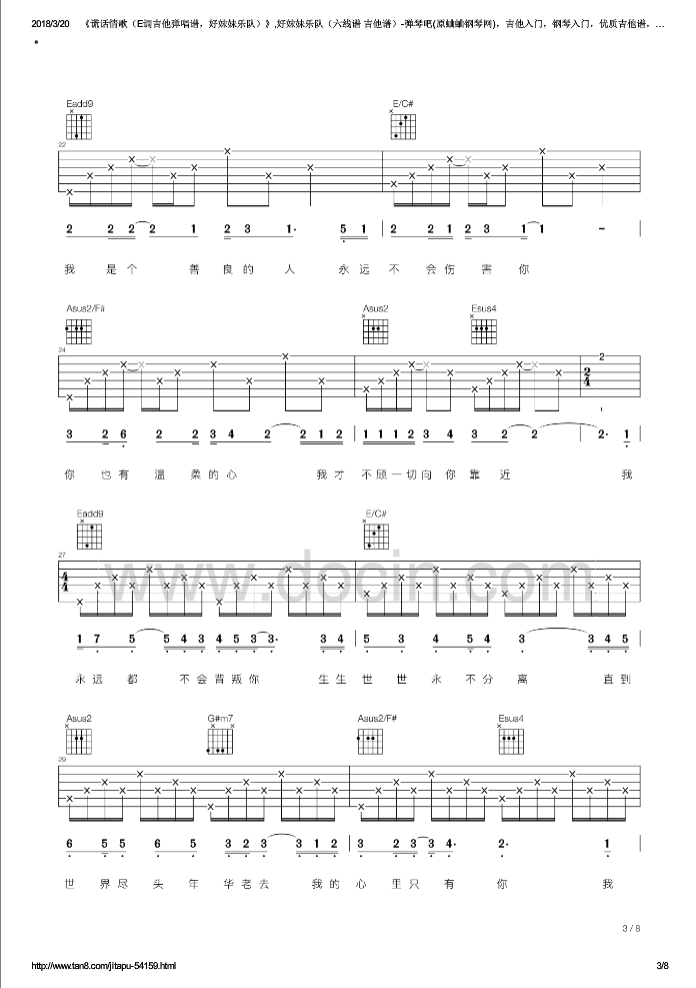 2018/3/20 《谎话情歌（E调吉他弹唱谱，好妹妹乐队）》,好妹妹乐队（六线谱 吉他谱）-弹琴吧(原蛐蛐钢琴网)，吉他入门，钢琴入门，优质吉他谱，…
Eadd9 E/C#
22
2 2 2 2 2 1 2 3 1· 5 1 2 2 2 1 2 3 1 1 –
我 是 个 善 良 的 人 永 远 不 会 伤 害 你
Asus2/F# Asus2 Esus4
24
2 4 2
3 2 6 2 2 3 4 2 2 1 2 1 1 1 2 3 4 3 2 2 2· 1
你 也 有 温 柔 的 心 我 才 不 顾 一 切 向 你 靠 近 我
Eadd9 E/C#
27
4 4
www.docin.com
1 7 5 5 4 3 4 5 3 3· 3 4 5 3 4 5 4 3 3 4 5
永 远 都 不 会 背 叛 你 生 生 世 世 永 不 分 离 直 到
Asus2 G#m7 Asus2/F# Esus4
29
6 5 5 6 5 3 2 3 3 1 2 3 2 3 3 4· 2· 1
世 界 尽 头 年 华 老 去 我 的 心 里 只 有 你 我
3 / 8
http://www.tan8.com/jitapu-54159.html 3/8